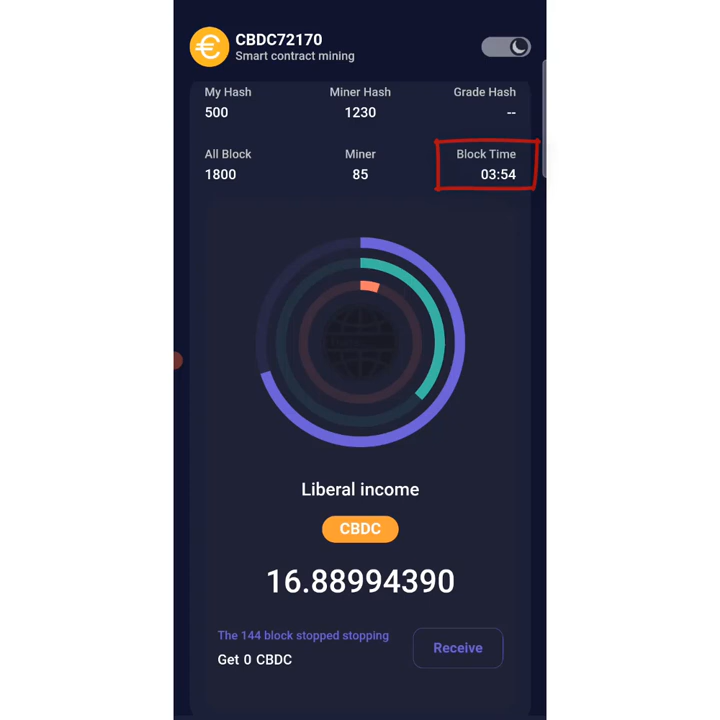 CBDC72170
Smart contract mining
My Hash Miner Hash Grade Hash
500 1230 --
All Block Miner Block Time
1800 85 03:54
Liberal income
CBDC
16.88994390
The 144 block stopped stopping
Get 0 CBDC
Receive